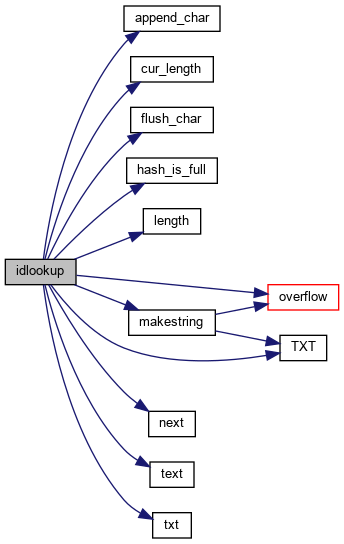 append_char
cur_length
flush_char
hash_is_full
length
idlookup
overflow
makestring
TXT
next
text
txt